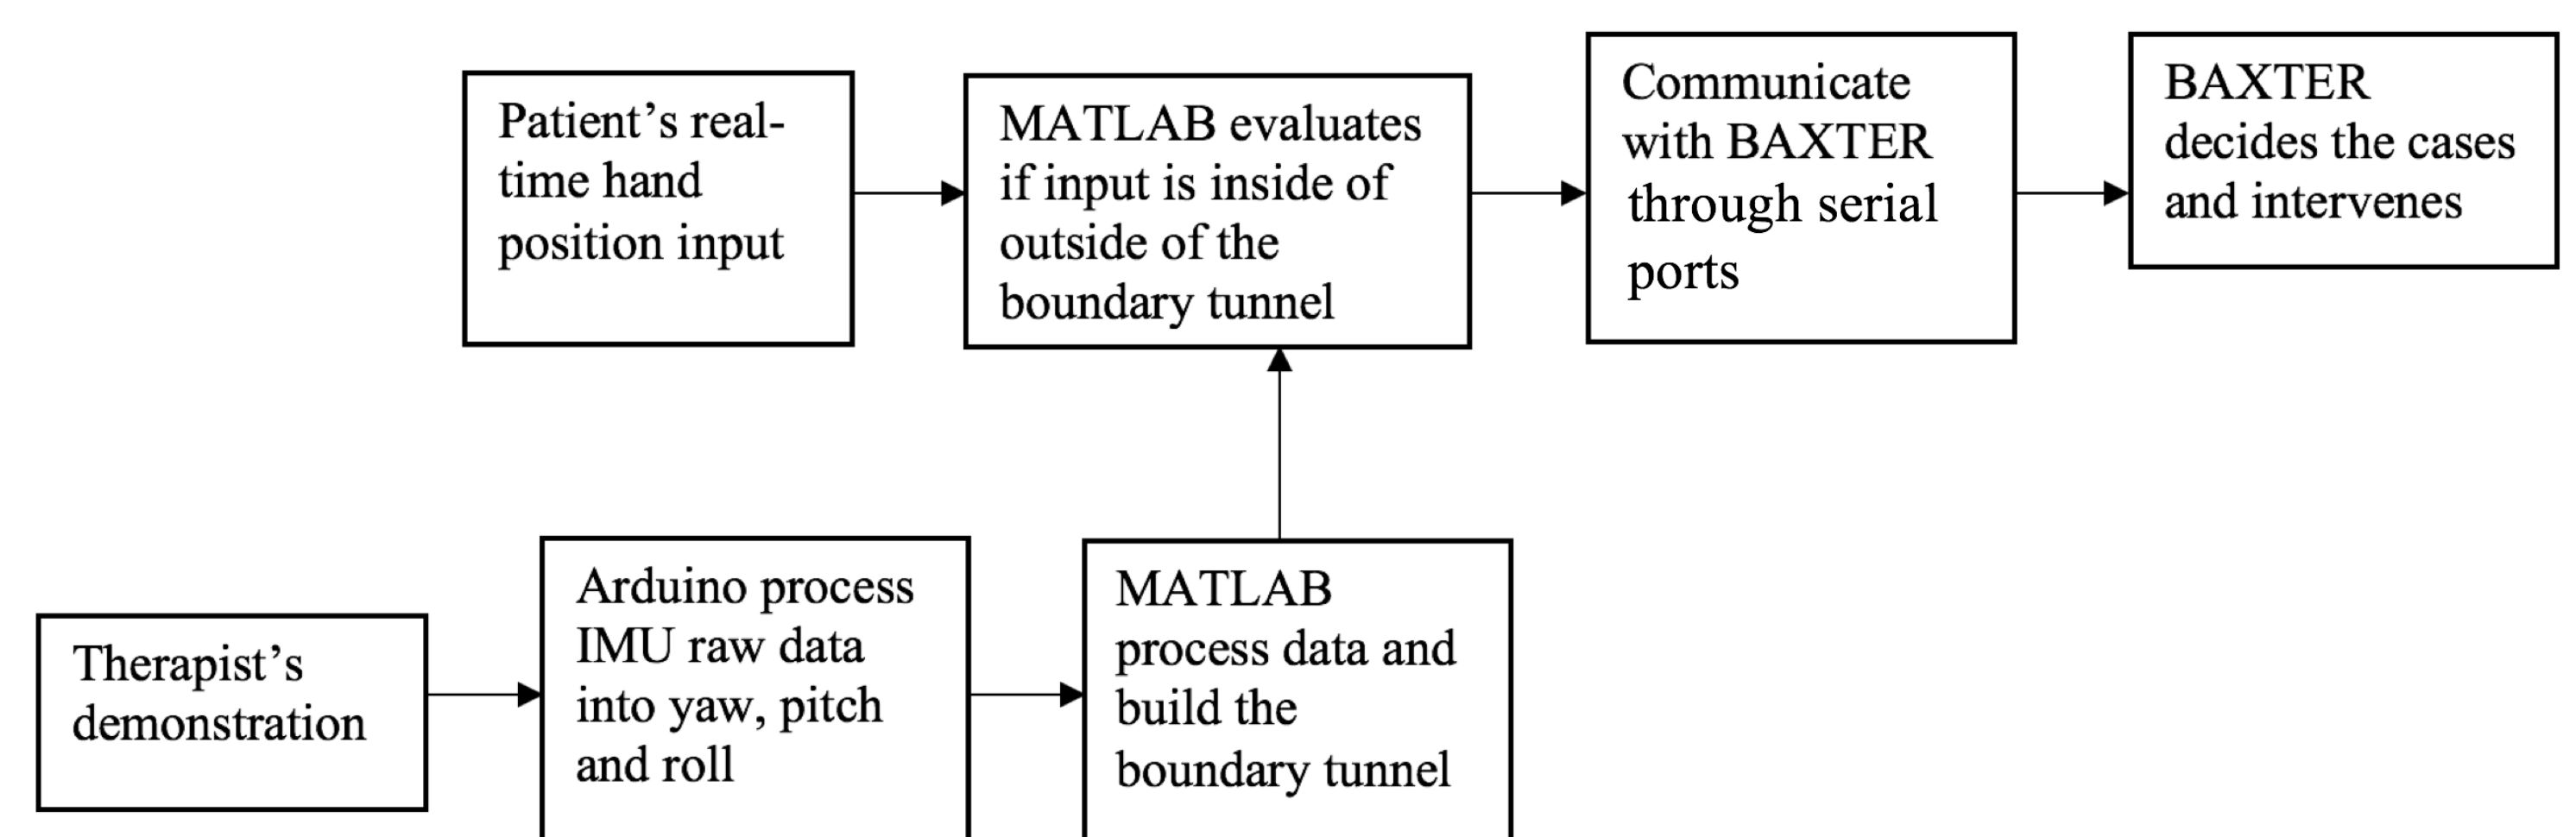 Patient’s real-
time hand
position input
MATLAB evaluates
if input is inside of
outside of the
boundary tunnel
Communicate
with BAXTER
through serial
ports
BAXTER
decides the cases
and intervenes
Therapist’s
demonstration
Arduino process
IMU raw data
into yaw, pitch
and roll
MATLAB
process data and
build the
boundary tunnel